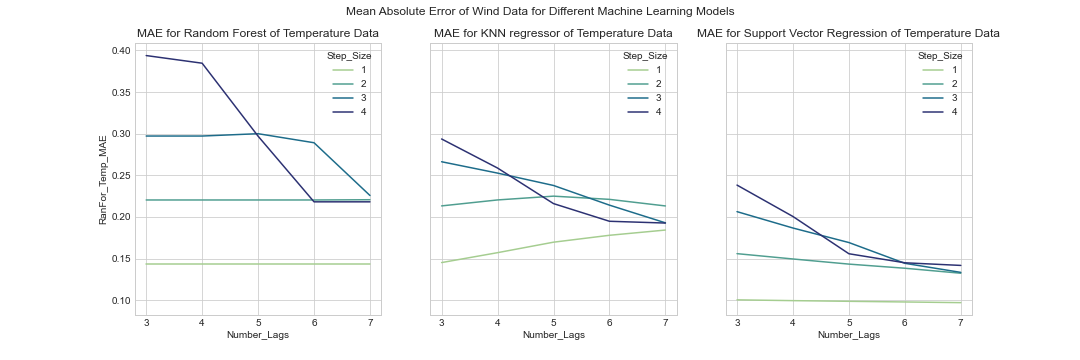 Mean Absolute Error of Wind Data for Different Machine Learning Models
MAE for Random Forest of Temperature Data
RanFor_Temp_MAE
0.40
0.35
0.30
0.25
0.20
0.15
0.10
Step_Size
1
2
3
4
3 4 5 6 7
Number_Lags
MAE for KNN regressor of Temperature Data
Step_Size
1
2
3
4
3 4 5 6 7
Number_Lags
MAE for Support Vector Regression of Temperature Data
Step_Size
1
2
3
4
3 4 5 6 7
Number_Lags